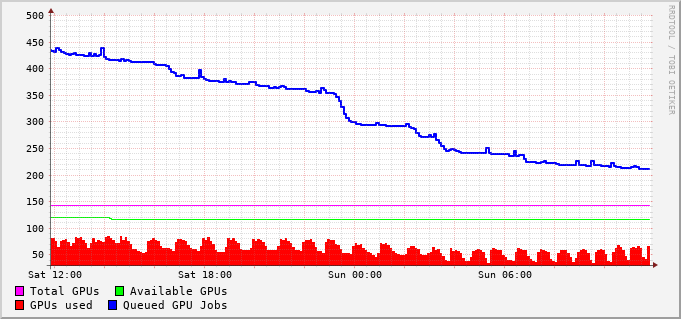 500
450
400
350
300
250
200
150
100
50
Sat 12:00 Sat 18:00 Sun 00:00 Sun 06:00
Total GPUs Available GPUs
GPUs used Queued GPU Jobs
RRDTOOL / TOBI OETIKER